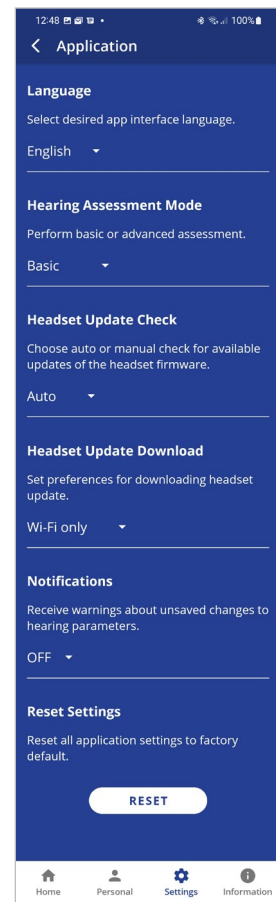 12:48
100%
Application
Language
Select desired app interface language.
English
Hearing Assessment Mode
Perform basic or advanced assessment.
Basic
Headset Update Check
Choose auto or manual check for available
updates of the headset firmware.
Auto
Headset Update Download
Set preferences for downloading headset
update.
Wi-Fi only
Notifications
Receive warnings about unsaved changes to
hearing parameters.
OFF
Reset Settings
Reset all application settings to factory
default.
RESET
Home Personal Settings Information